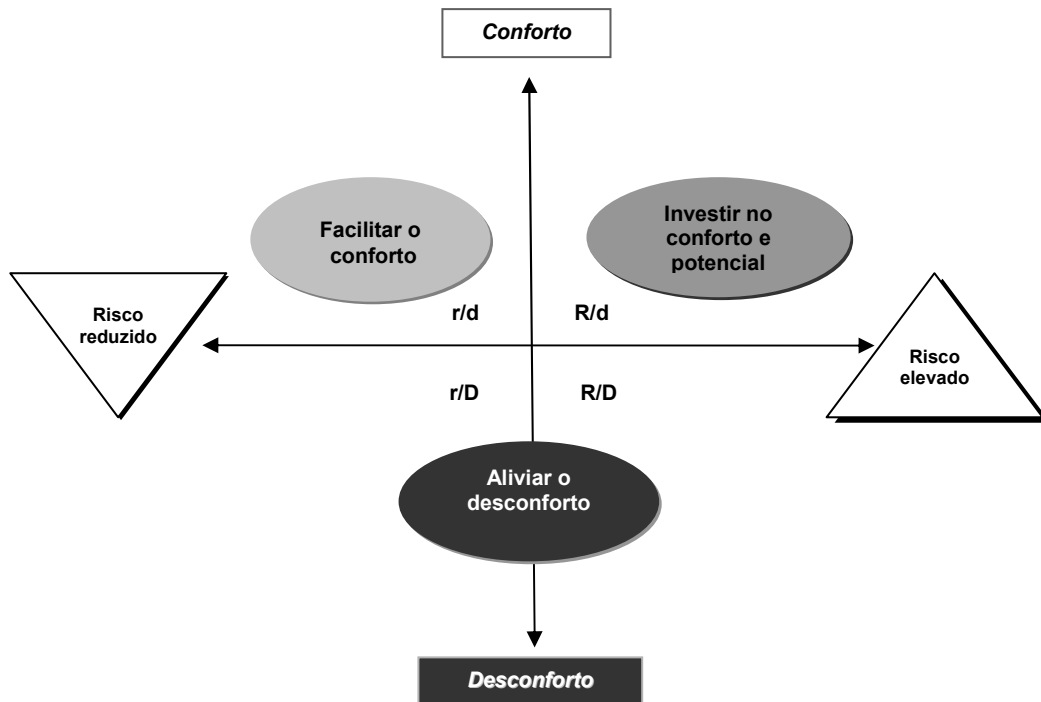 Conforto
Facilitar o
conforto
Investir no
conforto e
potencial
Risco
reduzido
r/d
R/d
Risco
elevado
r/D
R/D
Aliviar o
desconforto
Desconforto